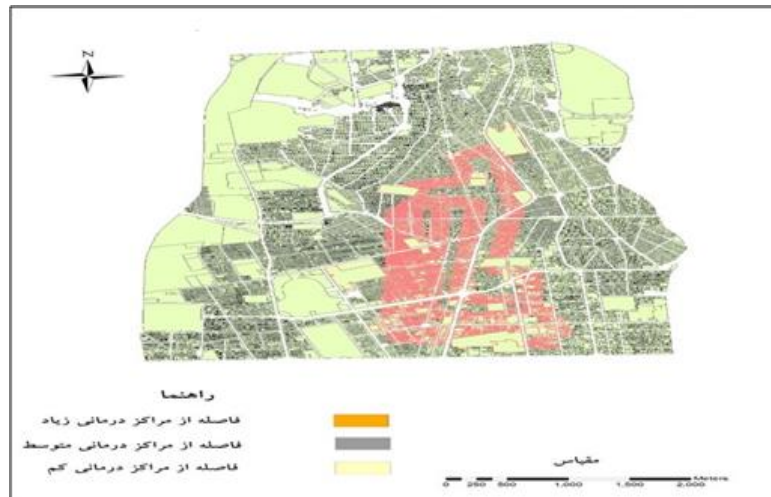 N
راهنما
فاصله از مراکز درمانی زیاد
فاصله از مراکز درمانی متوسط
فاصله از مراکز درمانی کم
مقیاس
0 250 500 1,000 1,500 2,000 Meters